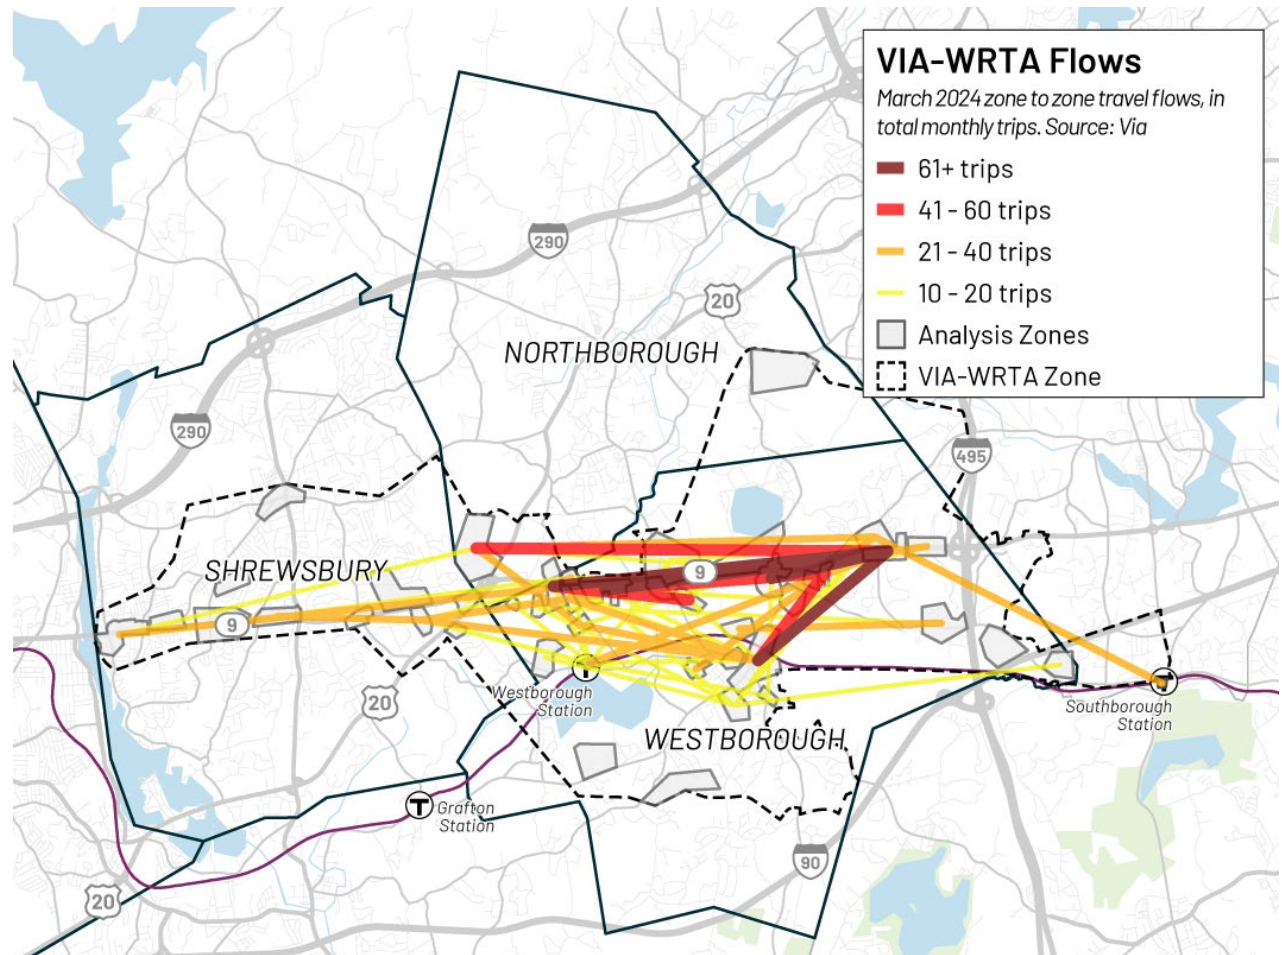 VIA-WRTA Flows
March 2024 zone to zone travel flows, in
total monthly trips. Source: Via
61+ trips
41 - 60 trips
21 - 40 trips
10 - 20 trips
Analysis Zones
VIA-WRTA Zone
290
20
NORTHBOROUGH
290
495
SHREWSBURY
9
9
T
Westborough
Station
20
T
Southborough
Station
WESTBOROUGH
T
Grafton
Station
90
20